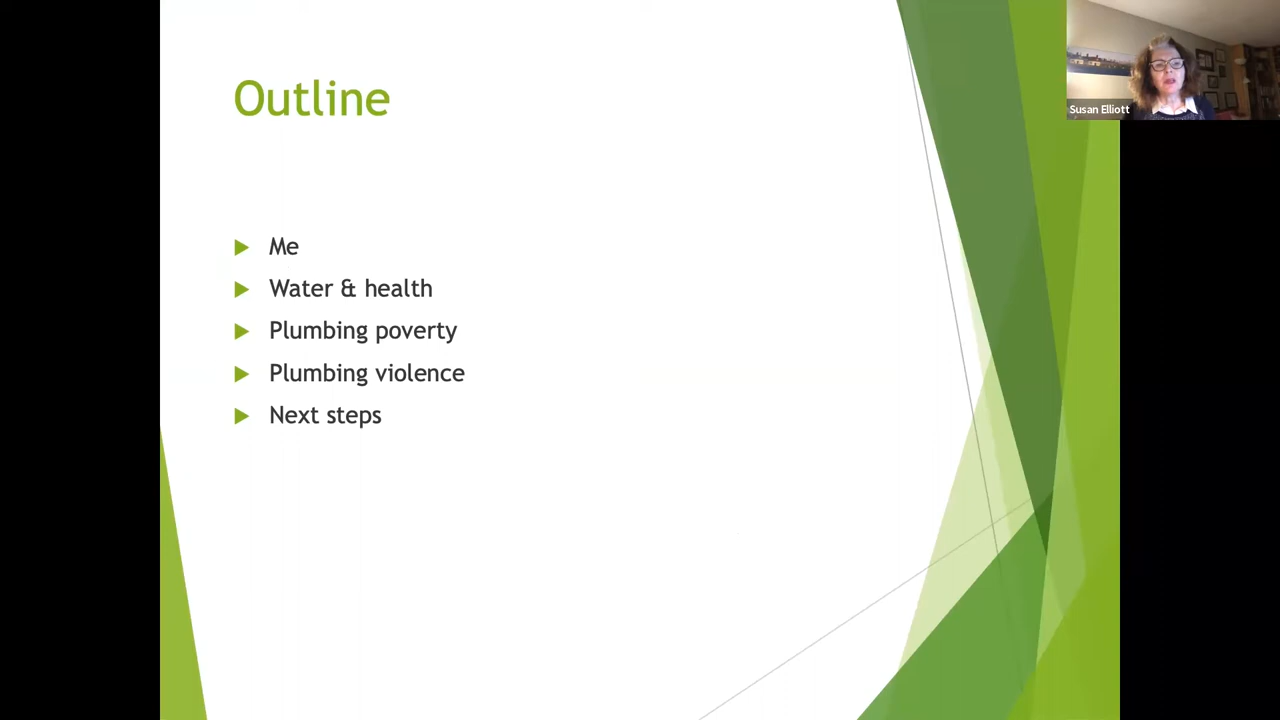 Outline
Me
Water & health
Plumbing poverty
Plumbing violence
Next steps
Susan Elliott